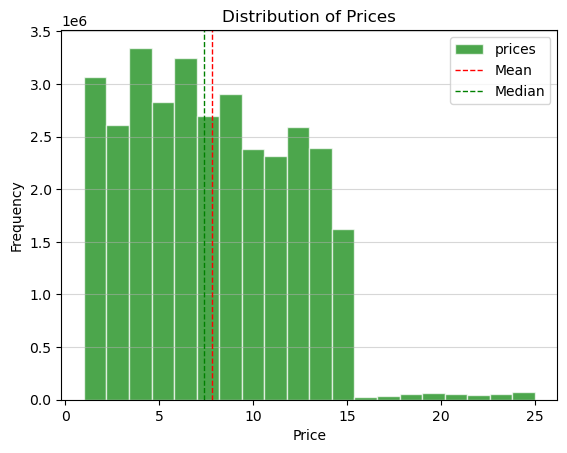 Distribution of Prices
1e6
3.5
3.0
2.5
2.0
1.5
1.0
0.5
0.0
Frequency
prices
Mean
Median
0 5 10 15 20 25
Price